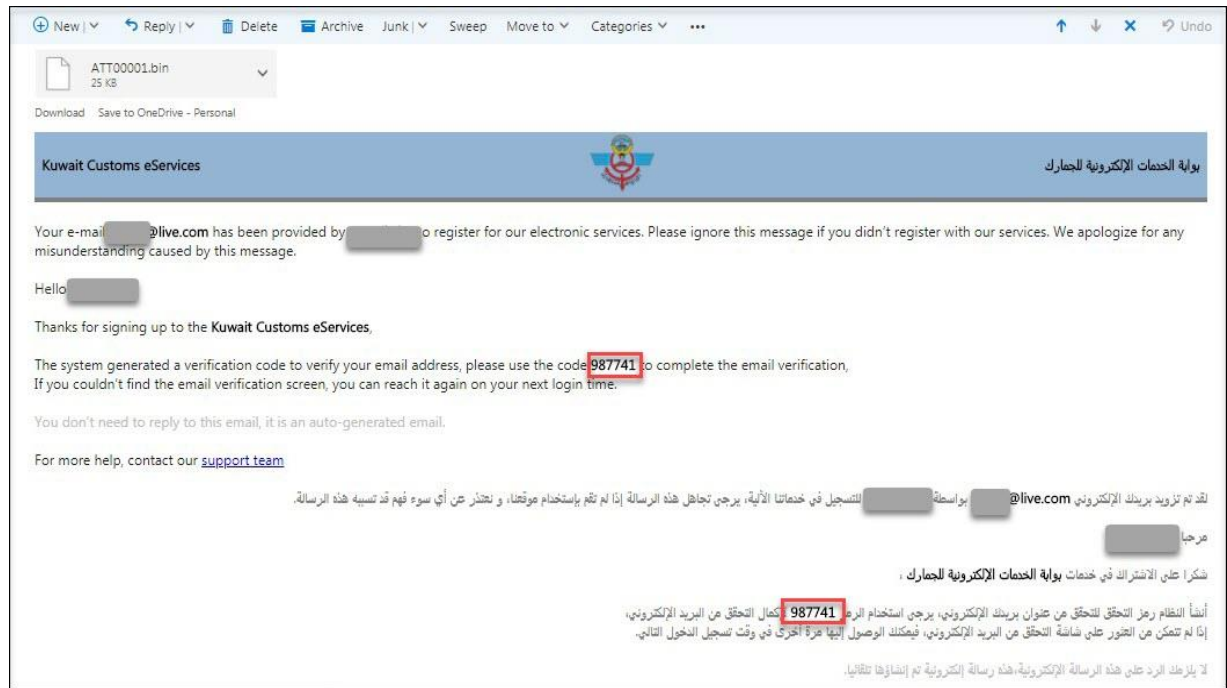 New
Reply
Delete
Archive
Junk
Sweep
Move to
Categories
Undo
ATT00001.bin
25 KB
Download Save to OneDrive - Personal
Kuwait Customs eServices
بوابة الخدمات الإلكترونية للجمارك
Your e-mai @live.com has been provided by o register for our electronic services. Please ignore this message if you didn't register with our services. We apologize for any
misunderstanding caused by this message.
Hello
Thanks for signing up to the Kuwait Customs eServices,
The system generated a verification code to verify your email address, please use the code 987741 to complete the email verification,
If you couldn't find the email verification screen, you can reach it again on your next login time.
You don't need to reply to this email, it is an auto-generated email.
For more help, contact our support team
لقد تم تزويد بريدك الإلكتروني @live.com بواسطة للتسجيل في خدماتنا الألية، يرجى تجاهل هذه الرسالة إذا لم تقم بإستخدام موقعنا، و نعتذر عن أي سوء فهم قد تسببه هذه الرسالة.
مرحبا
شكرا على الاشتراك في خدمات بوابة الخدمات الإلكترونية للجمارك ،
أنشأ النظام رمز التحقق للتحقق من عنوان بريدك الإلكتروني، يرجى استخدام الرمز 987741 لاكمال التحقق من البريد الإلكتروني،
إذا لم تتمكن من العثور على شاشة التحقق من البريد الإلكتروني، فيمكنك الوصول إليها مرة أخرى في وقت تسجيل الدخول التالي.
لا يلزمك الرد على هذه الرسالة الإلكترونية،هذه رسالة إلكترونية تم إنشاؤها تلقائيا.